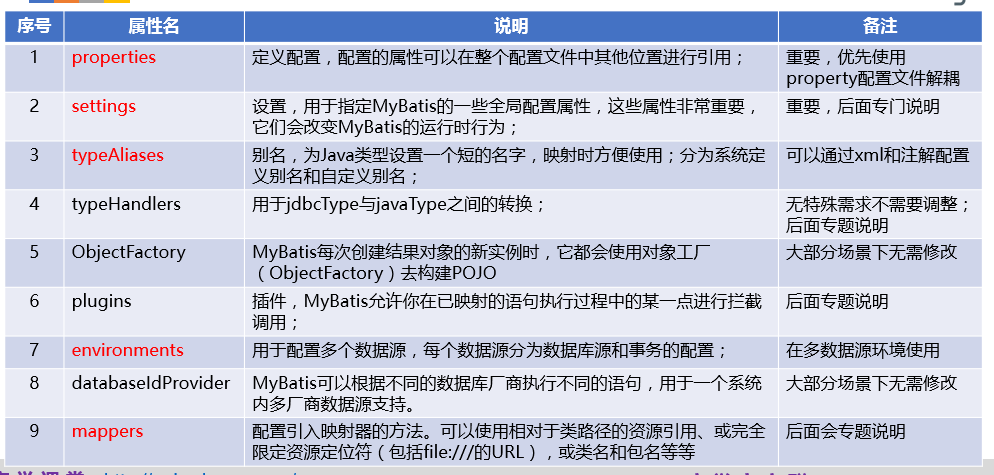 序号 属性名 说明 备注
1 properties 定义配置，配置的属性可以在整个配置文件中其他位置进行引用； 重要，优先使用
property配置文件解耦
2 settings 设置，用于指定MyBatis的一些全局配置属性，这些属性非常重要， 重要，后面专门说明
它们会改变MyBatis的运行时行为；
3 typeAliases 别名，为Java类型设置一个短的名字，映射时方便使用；分为系统定 可以通过xml和注解配置
义别名和自定义别名；
4 typeHandlers 用于jdbcType与javaType之间的转换； 无特殊需求不需要调整；
后面专题说明
5 ObjectFactory MyBatis每次创建结果对象的新实例时，它都会使用对象工厂 大部分场景下无需修改
（ObjectFactory）去构建POJO
6 plugins 插件，MyBatis允许你在已映射的语句执行过程中的某一点进行拦截 后面专题说明
调用；
7 environments 用于配置多个数据源，每个数据源分为数据库源和事务的配置； 在多数据源环境使用
8 databaseIdProvider MyBatis可以根据不同的数据库厂商执行不同的语句，用于一个系统 大部分场景下无需修改
内多厂商数据源支持。
9 mappers 配置引入映射器的方法。可以使用相对于类路径的资源引用、或完全 后面会专题说明
限定资源定位符（包括file:///的URL），或类名和包名等等